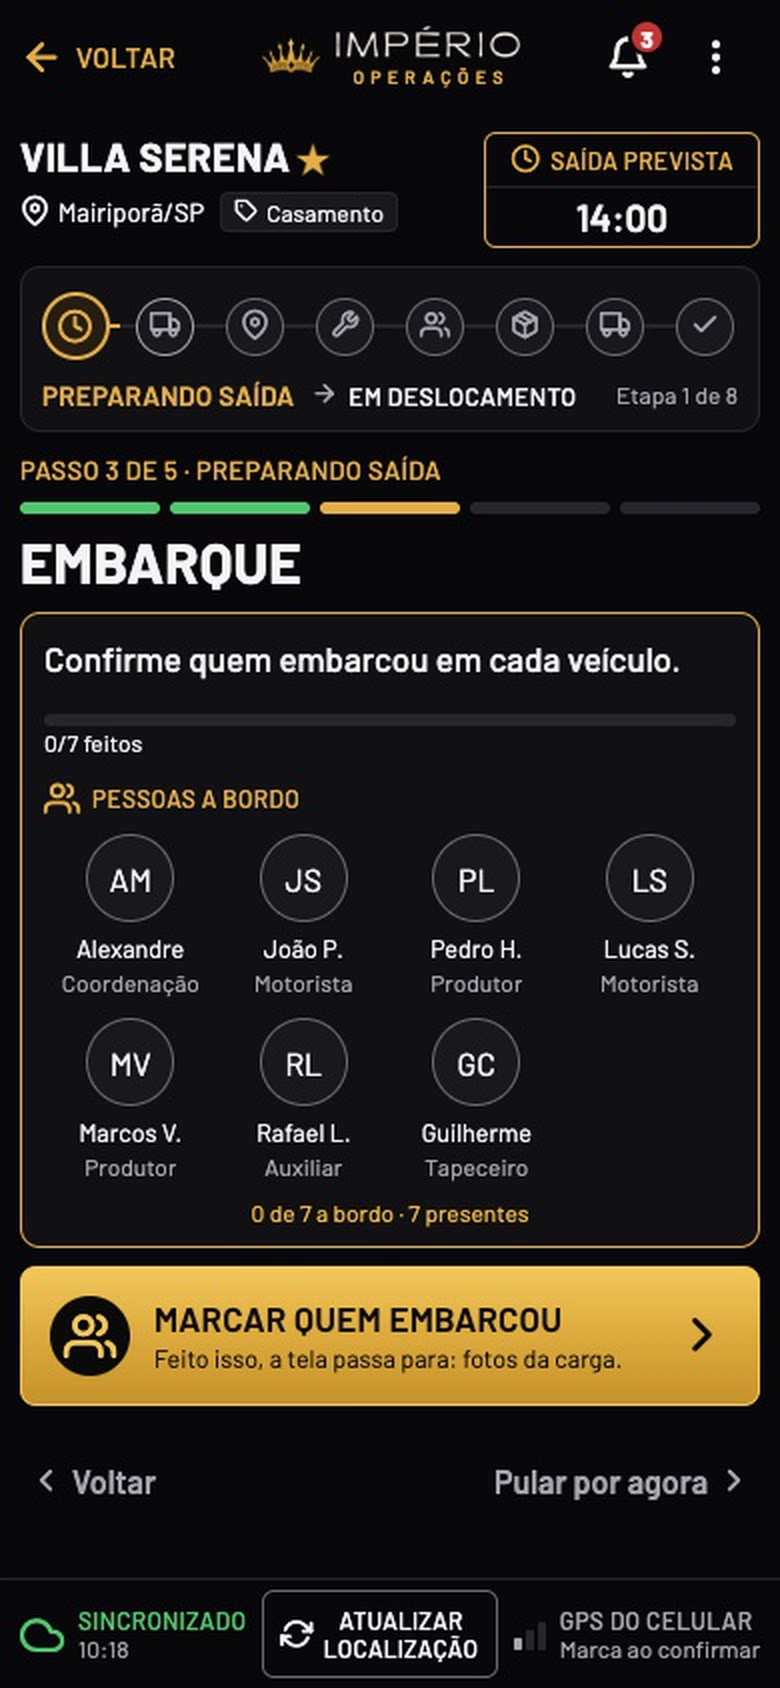 VOLTAR
IMPÉRIO
OPERAÇÕES
3
VILLA SERENA
Mairiporã/SP
Casamento
SAÍDA PREVISTA
14:00
PREPARANDO SAÍDA → EM DESLOCAMENTO
Etapa 1 de 8
PASSO 3 DE 5 · PREPARANDO SAÍDA
EMBARQUE
Confirme quem embarcou em cada veículo.
0/7 feitos
PESSOAS A BORDO
AM JS PL LS
Alexandre João P. Pedro H. Lucas S.
Coordenação Motorista Produtor Motorista
MV RL GC
Marcos V. Rafael L. Guilherme
Produtor Auxiliar Tapeceiro
0 de 7 a bordo · 7 presentes
MARCAR QUEM EMBARCOU
Feito isso, a tela passa para: fotos da carga.
Voltar
Pular por agora
SINCRONIZADO
10:18
ATUALIZAR
LOCALIZAÇÃO
GPS DO CELULAR
Marca ao confirmar